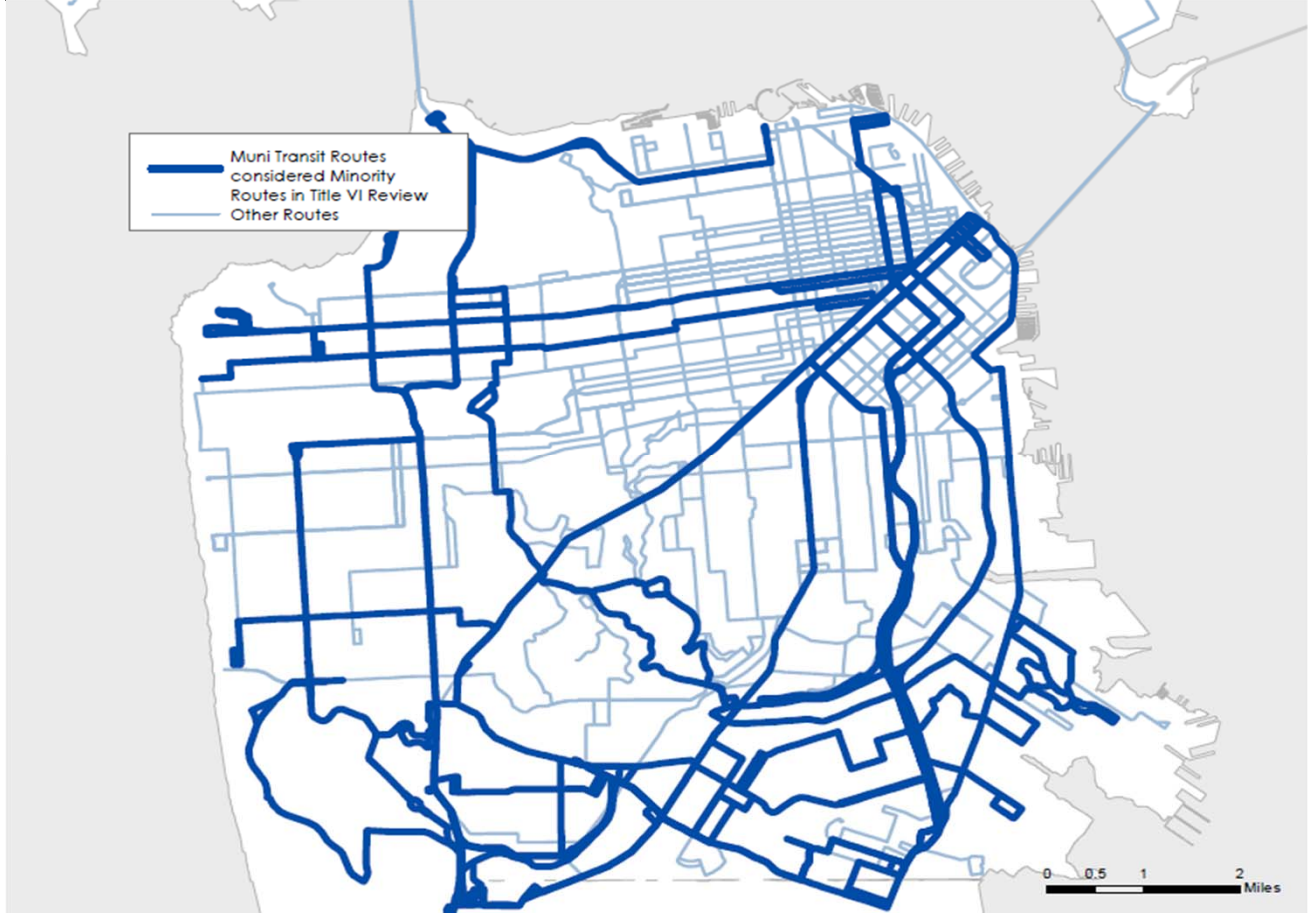 Muni Transit Routes
considered Minority
Routes in Title VI Review
Other Routes
0 0.5 1 2
Miles